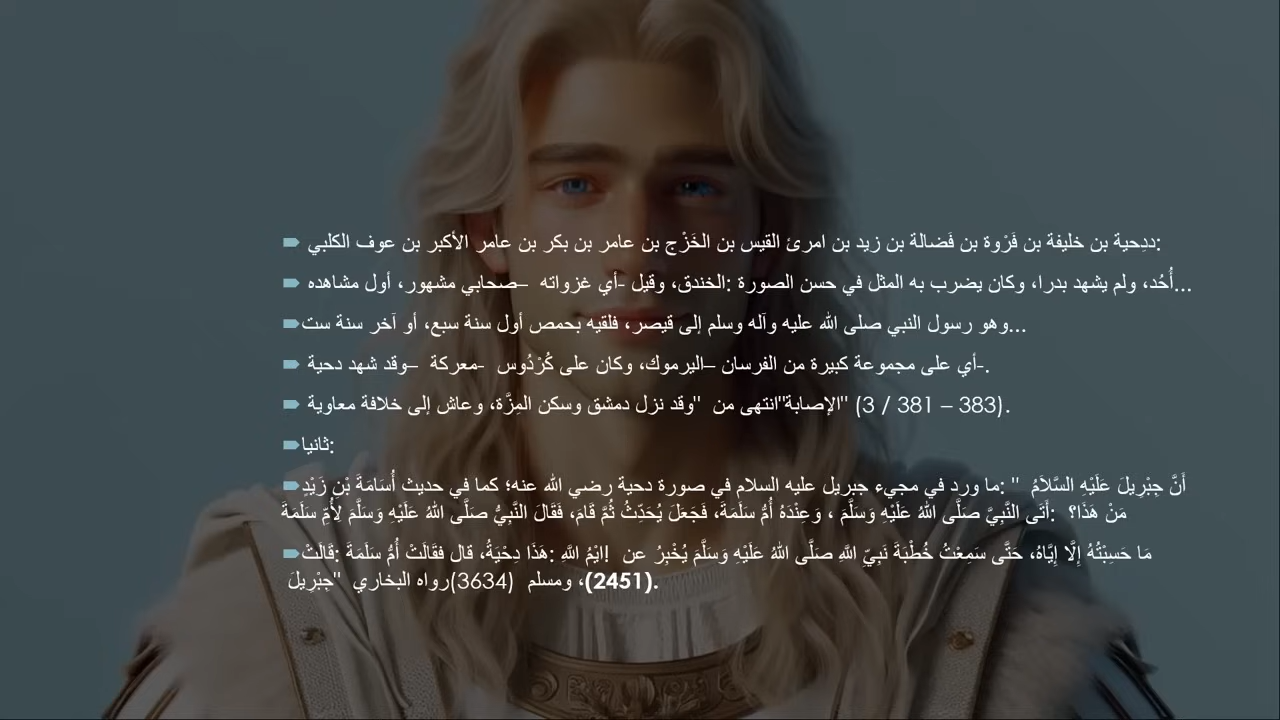 ددِحية بن خليفة بن فَرْوة بن فَضالة بن زيد بن امرئ القيس بن الخَزْج بن عامر بن بكر بن عامر الأكبر بن عوف الكلبي:
صحابي مشهور، أول مشاهده – أي غزواته- الخندق، وقيل: أُحُد، ولم يشهد بدرا، وكان يضرب به المثل في حسن الصورة...
وهو رسول النبي صلى الله عليه وآله وسلم إلى قيصر، فلقيه بحمص أول سنة سبع، أو آخر سنة ست...
وقد شهد دحية – معركة- اليرموك، وكان على كُرْدُوس –أي على مجموعة كبيرة من الفرسان-.
وقد نزل دمشق وسكن المِزَّة، وعاش إلى خلافة معاوية" انتهى من "الإصابة" (3 / 381 – 383).
ثانيا:
ما ورد في مجيء جبريل عليه السلام في صورة دحية رضي الله عنه؛ كما في حديث أُسَامَةَ بْنِ زَيْدٍ: " أَنَّ جِبْرِيلَ عَلَيْهِ السَّلاَمُ
أَتَى النَّبِيَّ صَلَّى اللهُ عَلَيْهِ وَسَلَّمَ ، وَعِنْدَهُ أُمُّ سَلَمَةَ، فَجَعَلَ يُحَدِّثُ ثُمَّ قَامَ، فَقَالَ النَّبِيُّ صَلَّى اللهُ عَلَيْهِ وَسَلَّمَ لِأُمِّ سَلَمَةَ: مَنْ هَذَا؟
قَالَتْ: هَذَا دِحْيَةُ، قال فقَالَتْ أُمُّ سَلَمَةَ: ايْمُ اللَّهِ! مَا حَسِبْتُهُ إِلَّا إِيَّاهُ، حَتَّى سَمِعْتُ خُطْبَةَ نَبِيِّ اللَّهِ صَلَّى اللهُ عَلَيْهِ وَسَلَّمَ يُخْبِرُ عن
جِبْرِيلَ" رواه البخاري (3634)، ومسلم (2451).